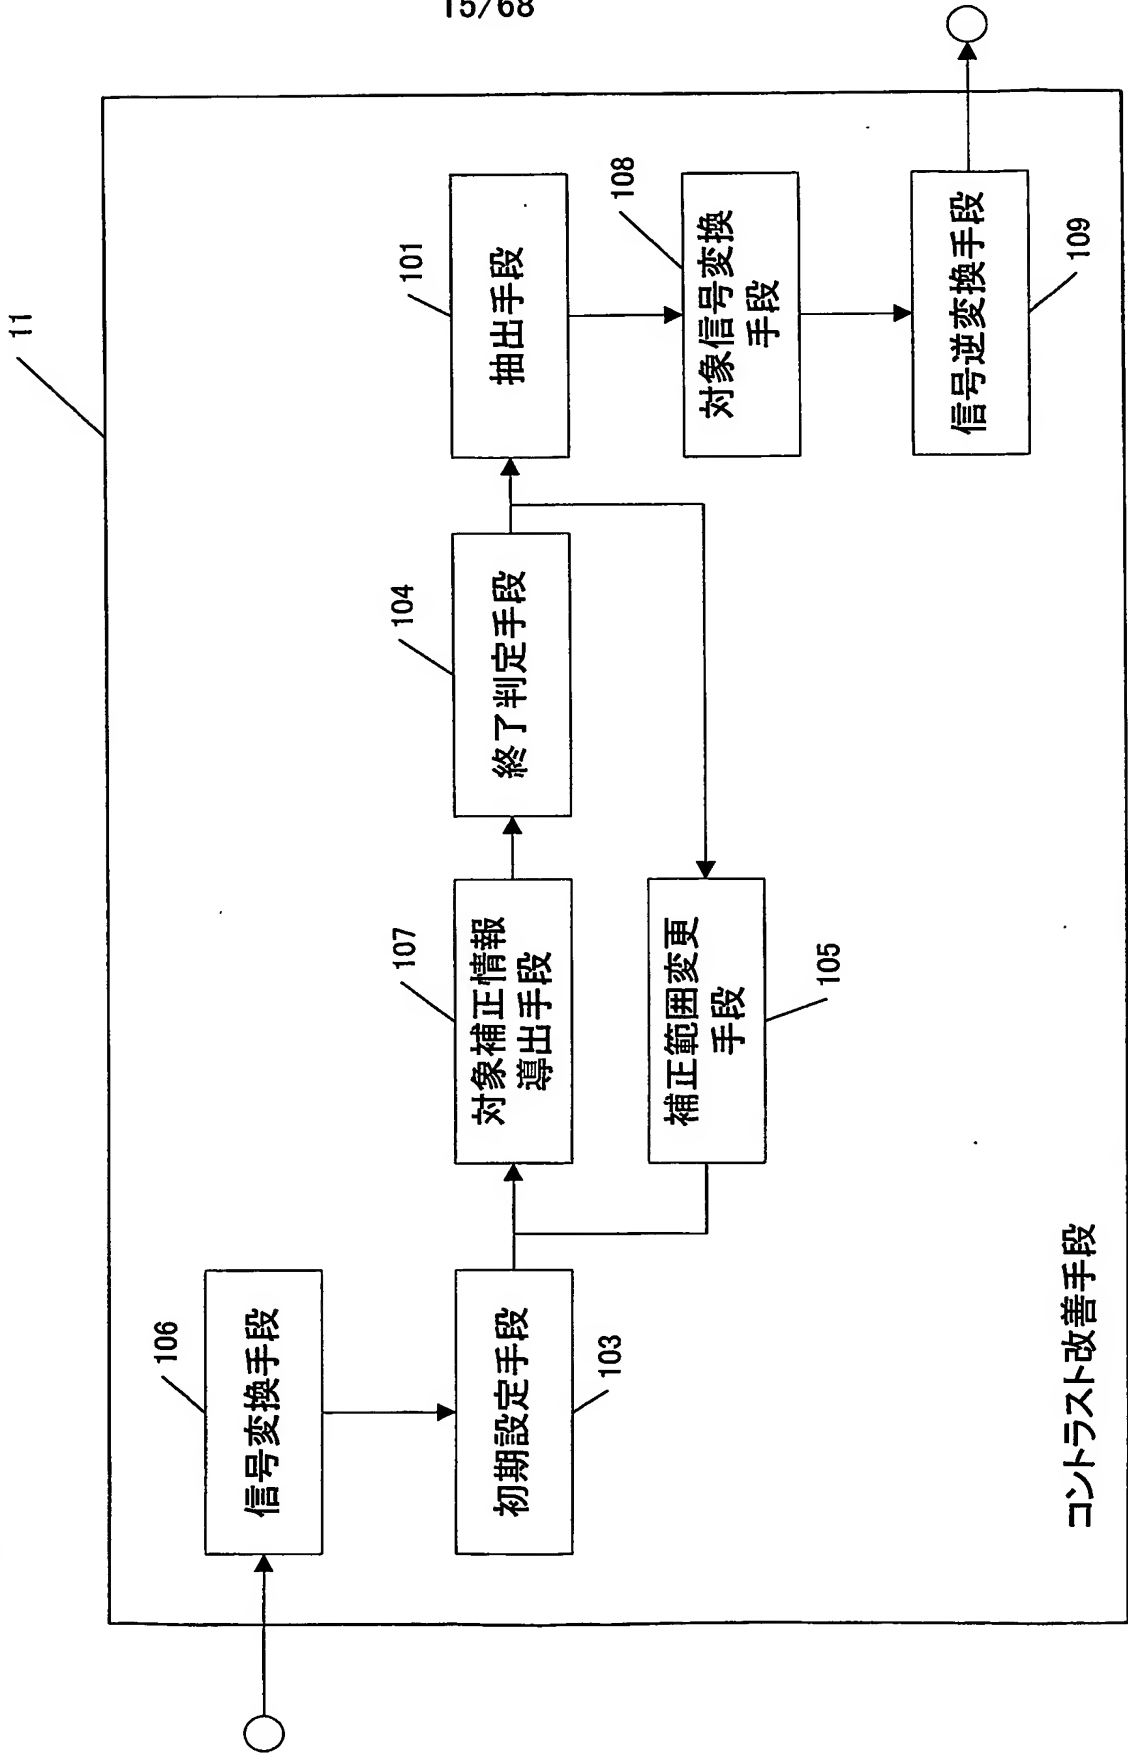 15/68
11
106
信号変換手段
初期設定手段
103
107
対象補正情報
導出手段
104
終了判定手段
補正範囲変更
手段
105
101
抽出手段
108
対象信号変換
手段
信号逆変換手段
109
コントラスト改善手段